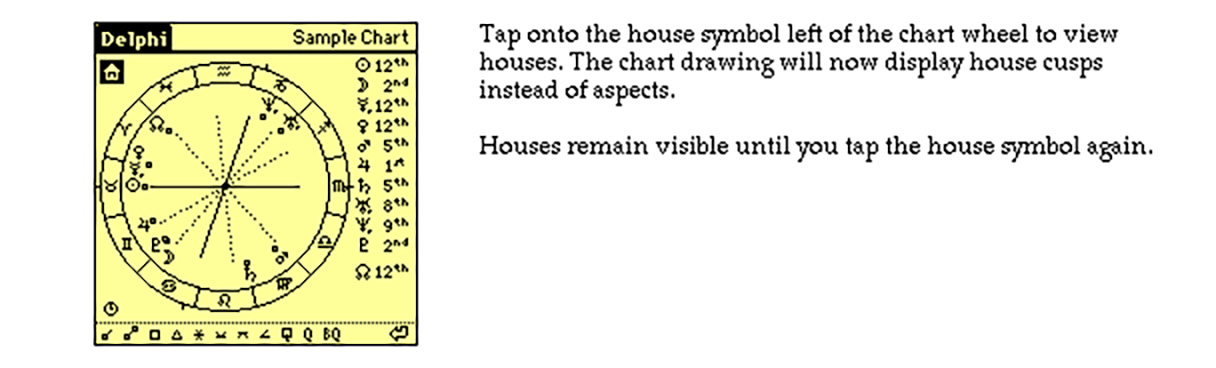 Delphi
Sample Chart
☉ 12th
☽ 2nd
☿, 12th
♀ 12th
♂ 5th
♃ 1st
♄ 5th
♅, 8th
♆, 9th
♇ 2nd
☊ 12th
Q BQ
Tap onto the house symbol left of the chart wheel to view
houses. The chart drawing will now display house cusps
instead of aspects.
Houses remain visible until you tap the house symbol again.